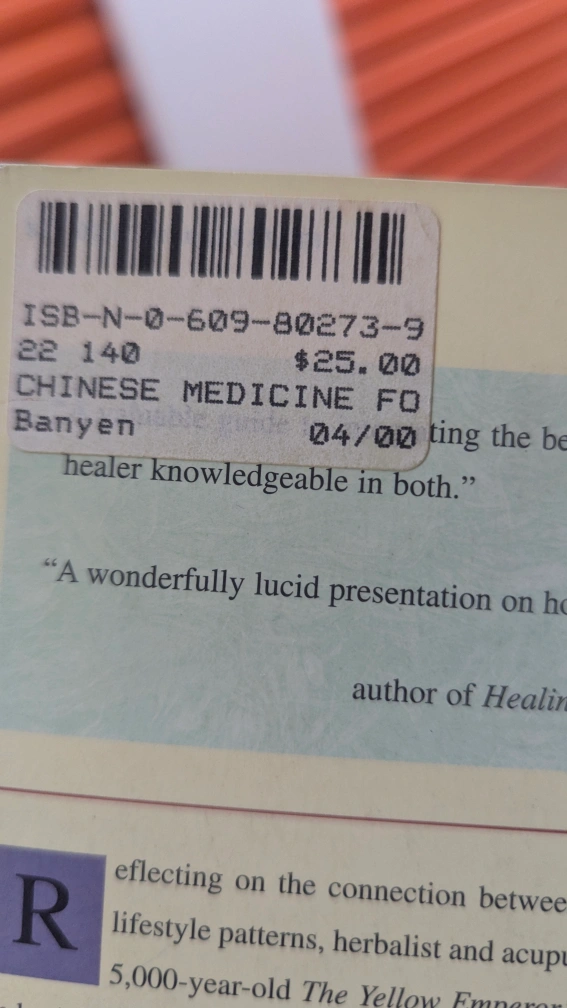 ISB-N-0-609-80273-9
22 140 $25.00
CHINESE MEDICINE FO
Banyen 04/00
ting the be
healer knowledgeable in both.”
“A wonderfully lucid presentation on ho
author of Healin
Reflecting on the connection betwee
lifestyle patterns, herbalist and acupu
5,000-year-old The Yellow Emperor